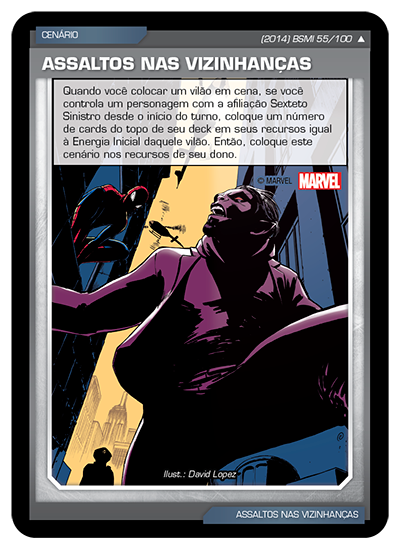 CENÁRIO
(2014) BSMI 55/100 ▲
ASSALTOS NAS VIZINHANÇAS
Quando você colocar um vilão em cena, se você
controla um personagem com a afiliação Sexteto
Sinistro desde o início do turno, coloque um número
de cards do topo de seu deck em seus recursos igual
à Energia Inicial daquele vilão. Então, coloque este
cenário nos recursos de seu dono.
© MARVEL
MARVEL
Ilust.: David Lopez
ASSALTOS NAS VIZINHANÇAS